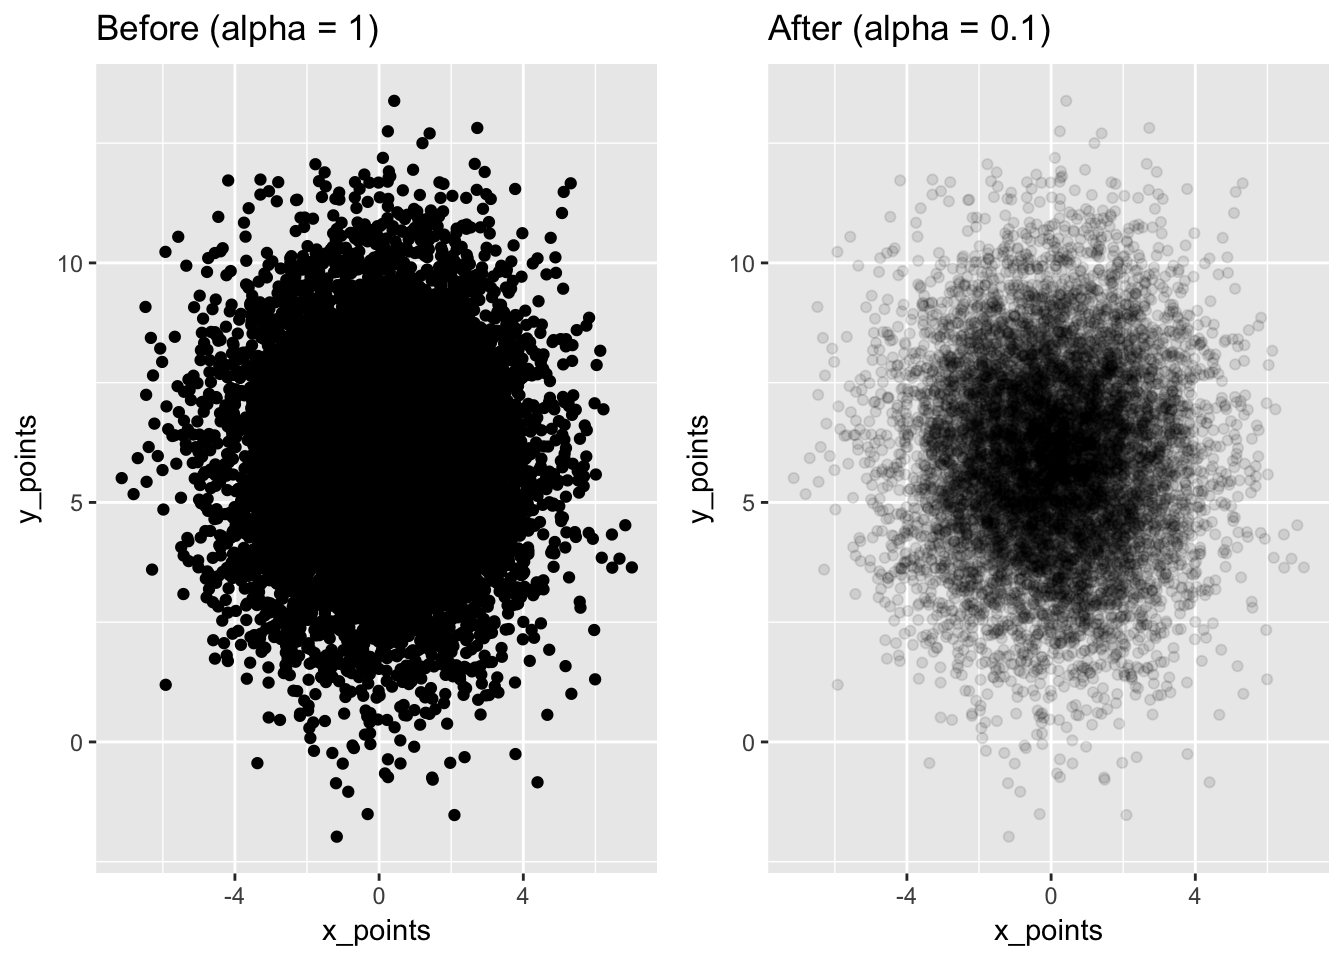 Before (alpha = 1)
y_points
10
5
0
-4 0 4
x_points
After (alpha = 0.1)
y_points
10
5
0
-4 0 4
x_points